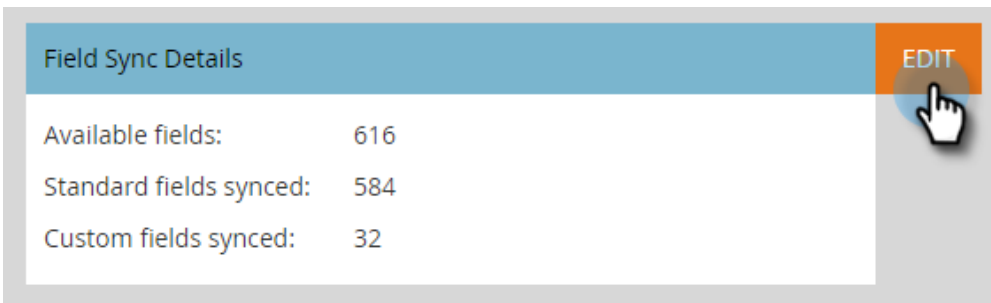 Field Sync Details EDIT
Available fields: 616
Standard fields synced: 584
Custom fields synced: 32